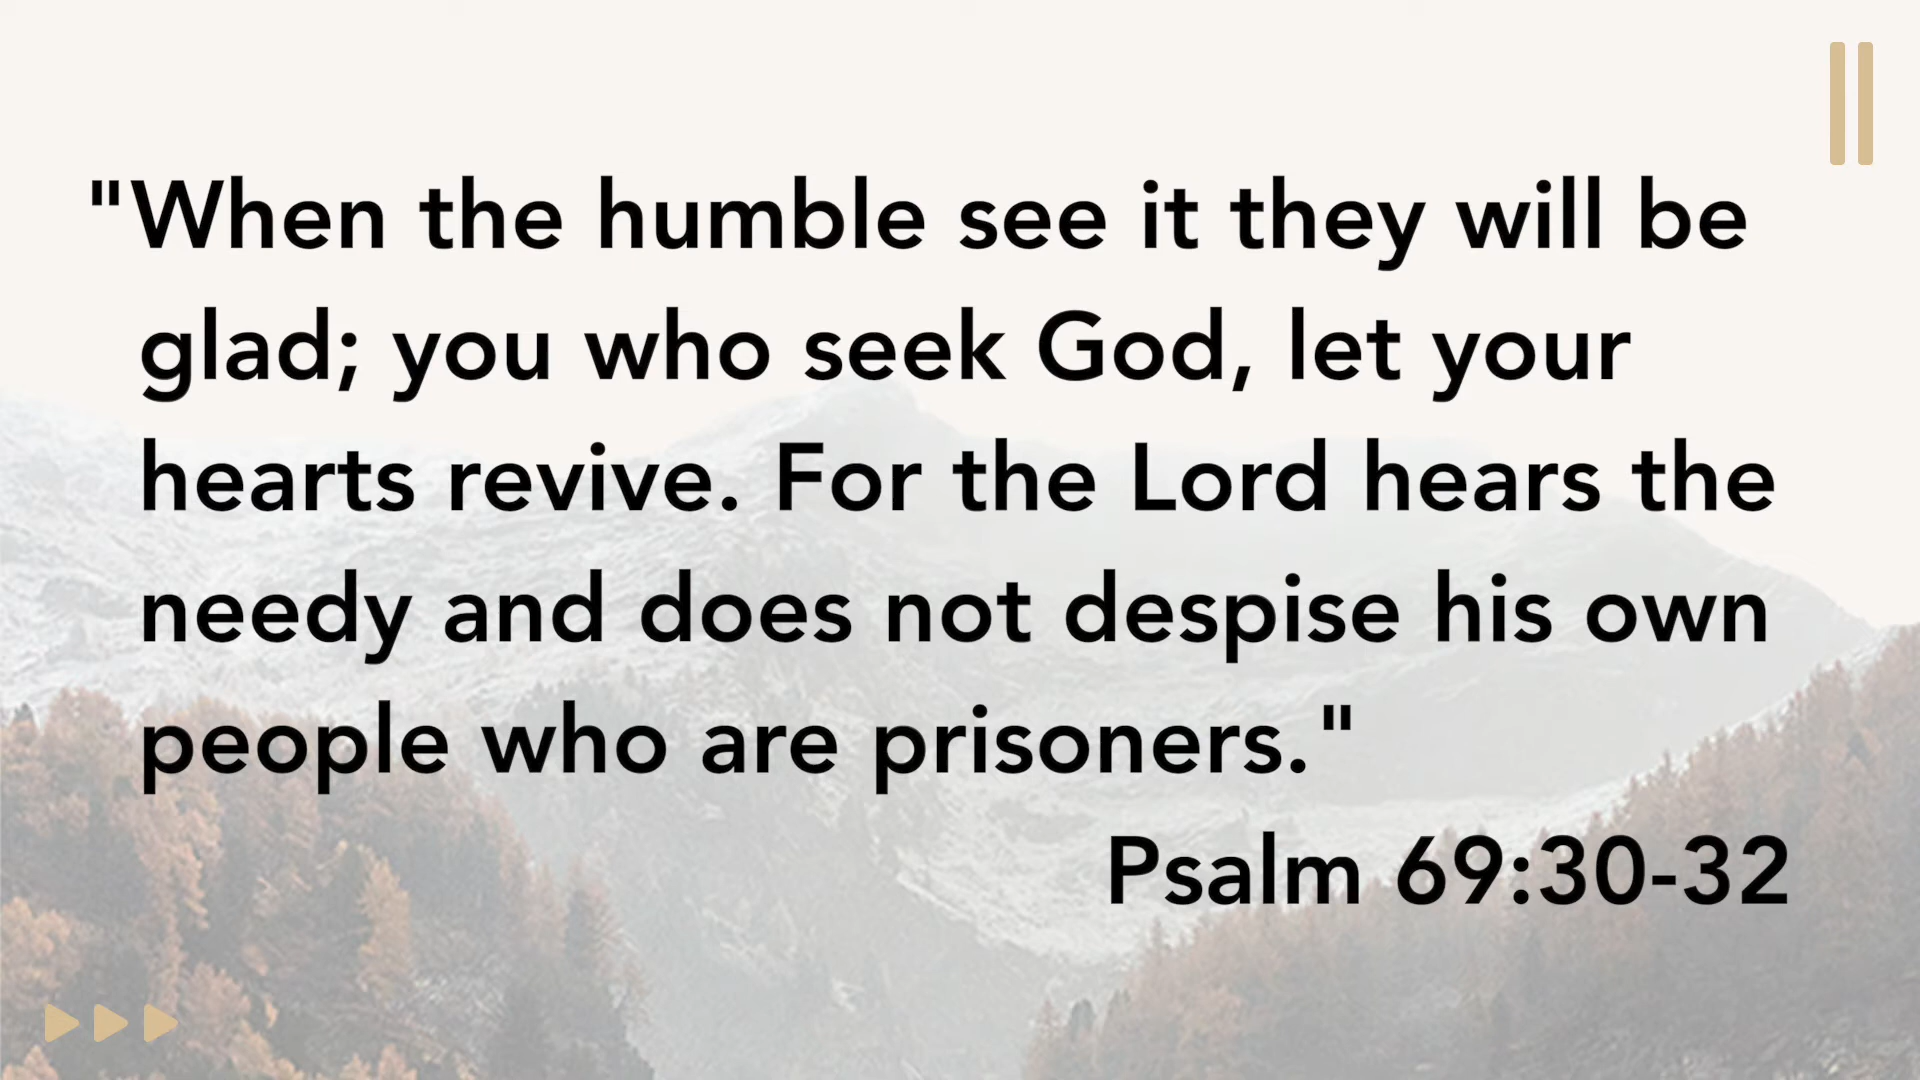 "When the humble see it they will be
glad; you who seek God, let your
hearts revive. For the Lord hears the
needy and does not despise his own
people who are prisoners."
Psalm 69:30-32